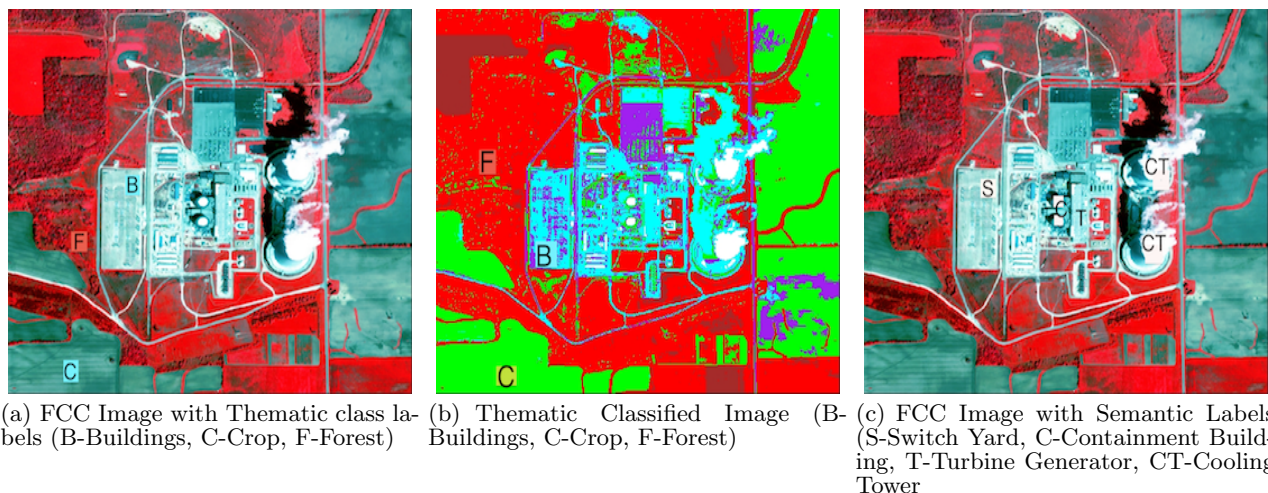 B
F
C
F
B
C
CT
S
C
T
CT
(a) FCC Image with Thematic class la-
bels (B-Buildings, C-Crop, F-Forest)
(b) Thematic Classified Image (B-
Buildings, C-Crop, F-Forest)
(c) FCC Image with Semantic Labels
(S-Switch Yard, C-Containment Build-
ing, T-Turbine Generator, CT-Cooling
Tower